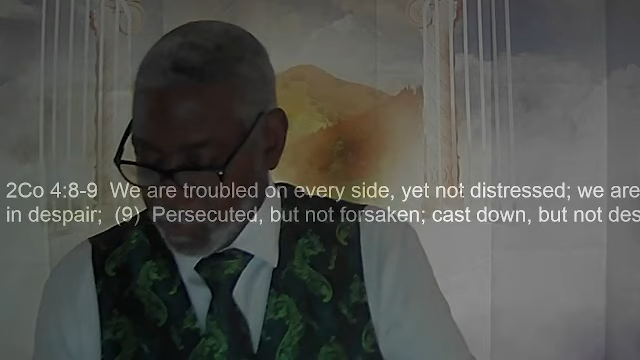 2Co 4:8-9 We are troubled on every side, yet not distressed; we are
in despair; (9) Persecuted, but not forsaken; cast down, but not